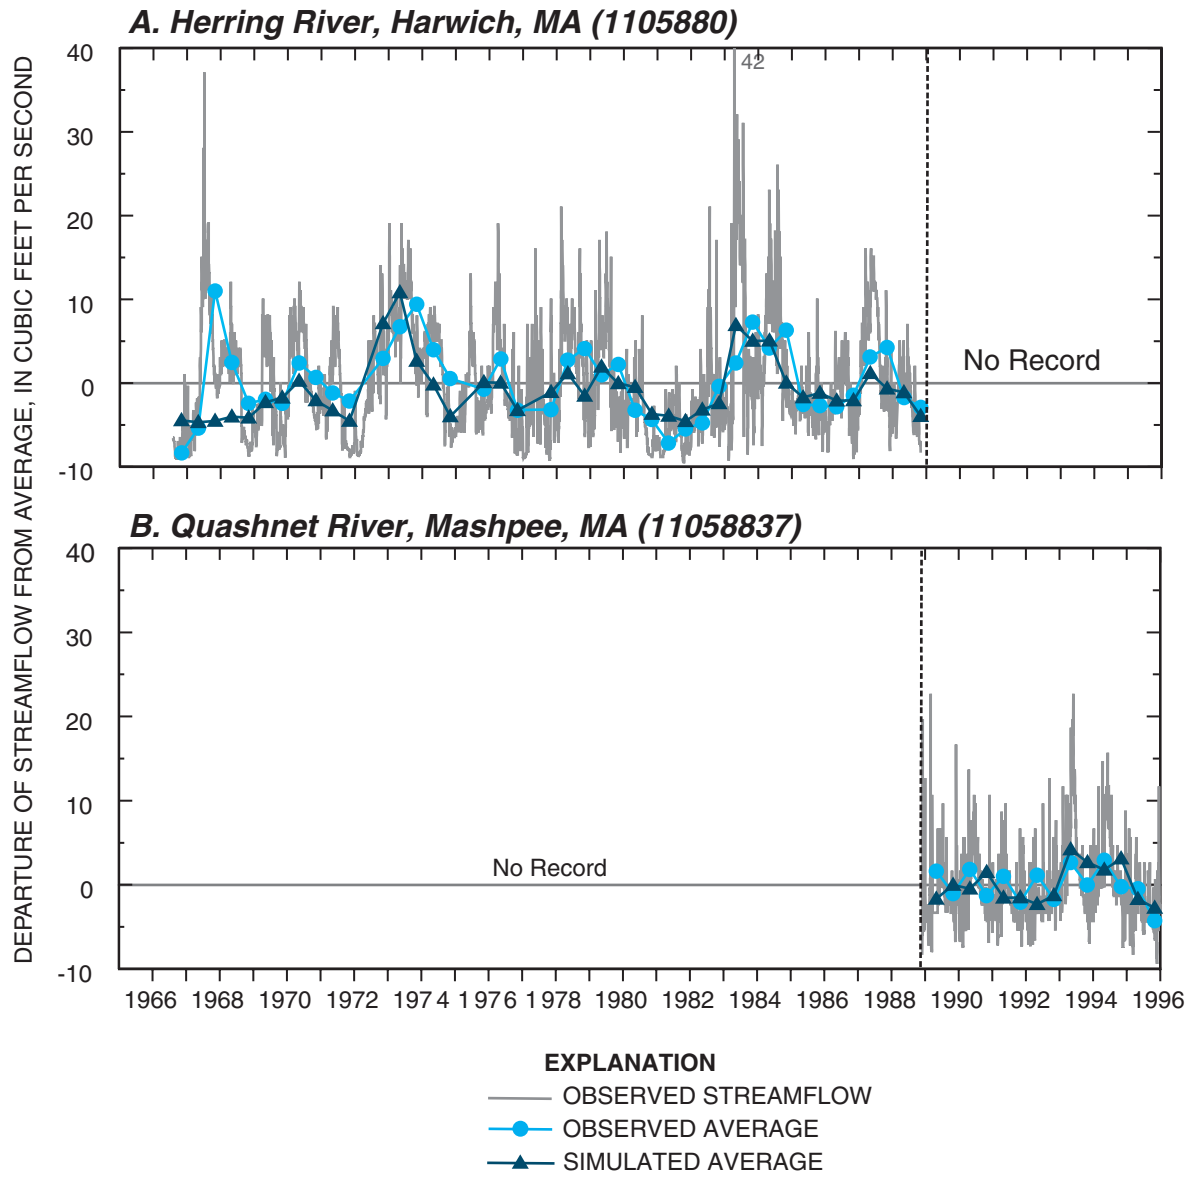 A. Herring River, Harwich, MA (1105880)
DEPARTURE OF STREAMFLOW FROM AVERAGE, IN CUBIC FEET PER SECOND
40
42
30
20
10
No Record
0
-10
B. Quashnet River, Mashpee, MA (11058837)
40
30
20
10
No Record
0
-10
1966 1968 1970 1972 1974 1976 1978 1980 1982 1984 1986 1988 1990 1992 1994 1996
EXPLANATION
OBSERVED STREAMFLOW
OBSERVED AVERAGE
SIMULATED AVERAGE